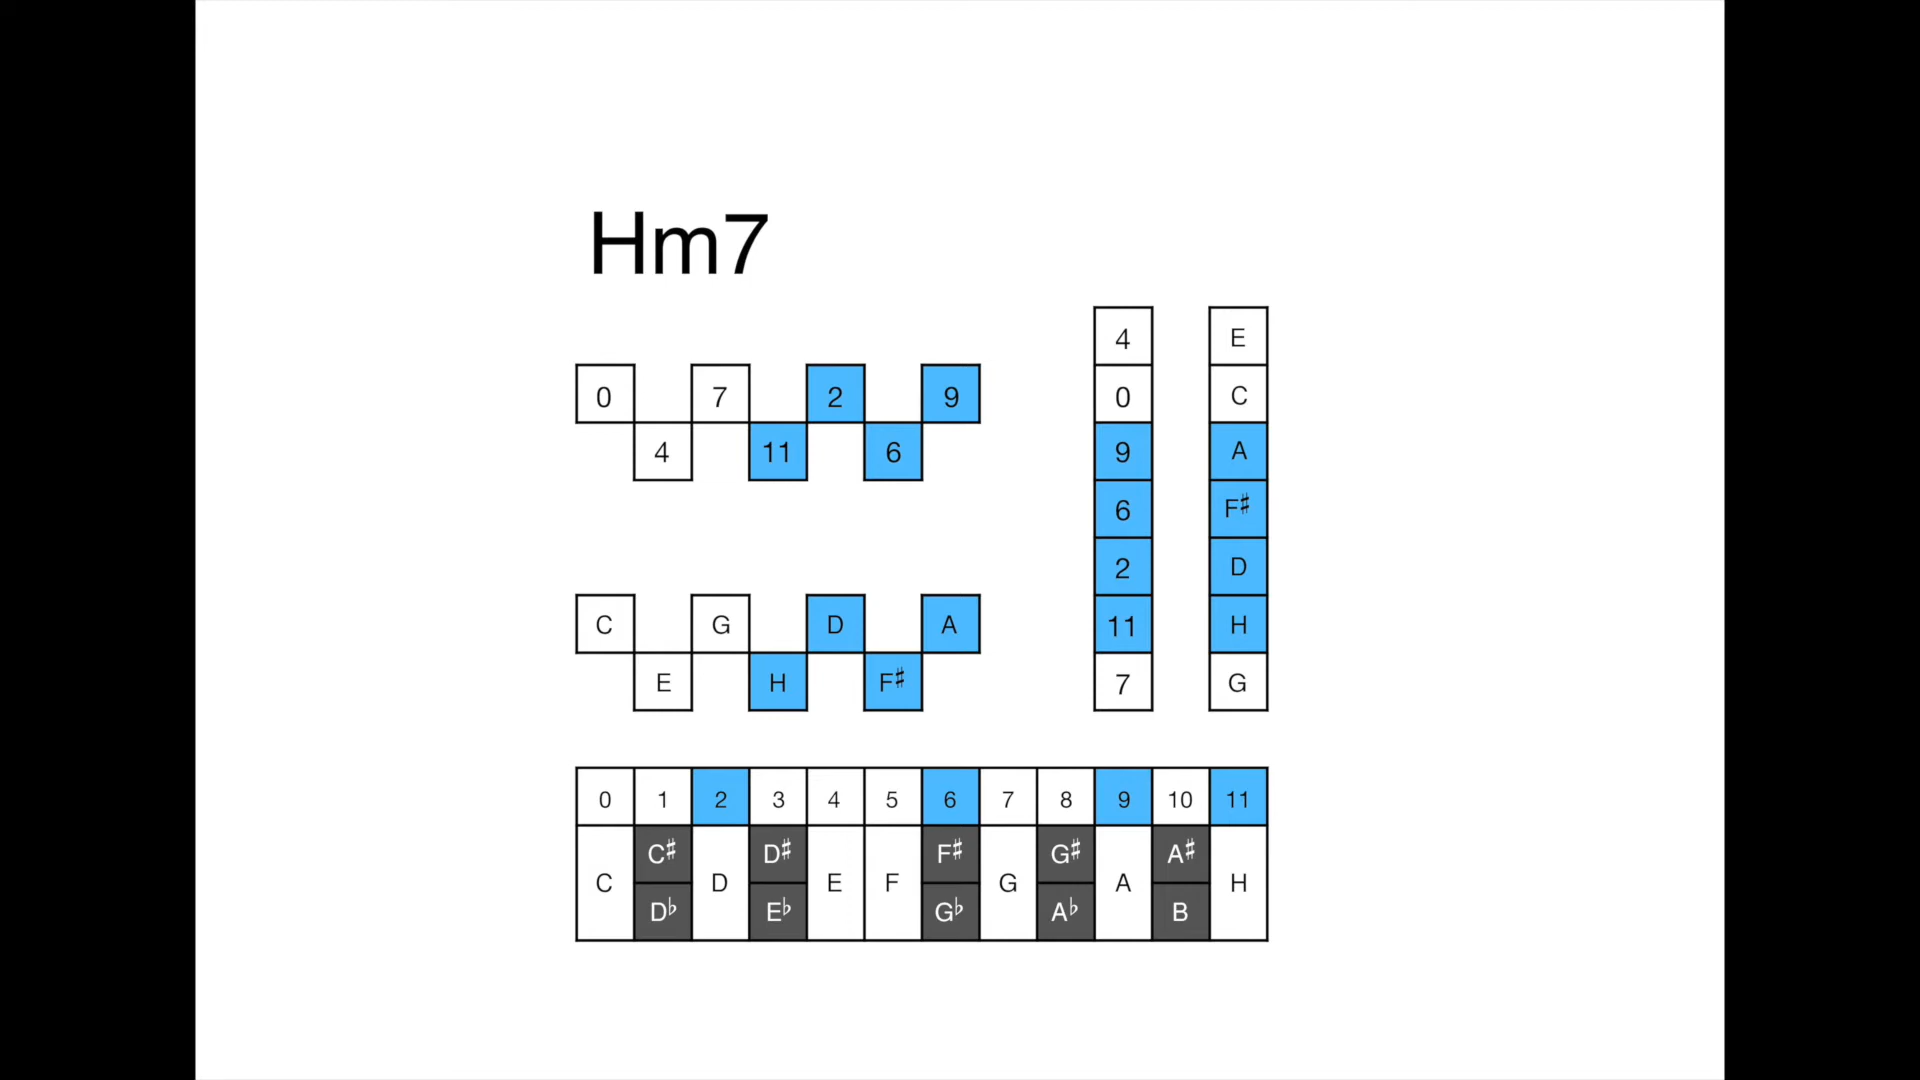 Hm7
0 7 2 9
4 11 6
C G D A
E H F♯
4 E
0 C
9 A
6 F♯
2 D
11 H
7 G
0 1 2 3 4 5 6 7 8 9 10 11
C♯ D♯ F♯ G♯ A♯
C D E F G A H
D♭ E♭ G♭ A♭ B